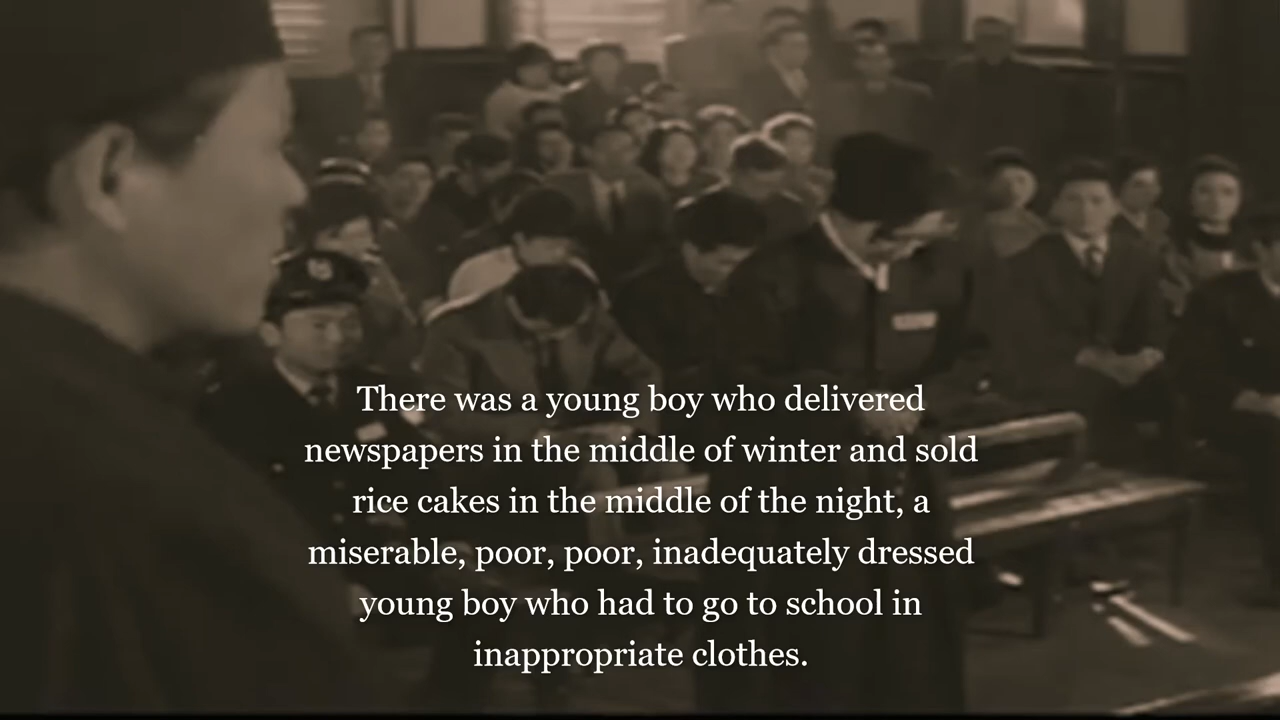 There was a young boy who delivered
newspapers in the middle of winter and sold
rice cakes in the middle of the night, a
miserable, poor, poor, inadequately dressed
young boy who had to go to school in
inappropriate clothes.